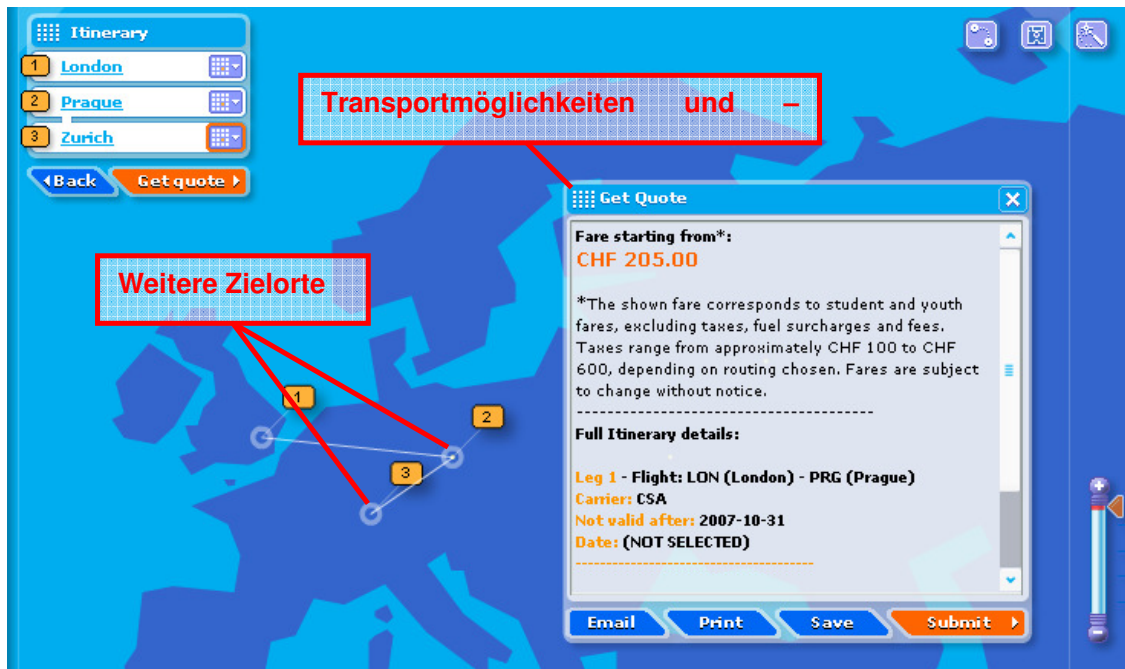 Itinerary
1 London
2 Prague
3 Zurich
Back Get quote
Transportmöglichkeiten und –
Weitere Zielorte
1
2
3
Get Quote
Fare starting from*:
CHF 205.00
*The shown fare corresponds to student and youth
fares, excluding taxes, fuel surcharges and fees.
Taxes range from approximately CHF 100 to CHF
600, depending on routing chosen. Fares are subject
to change without notice.
---------------------------------------
Full Itinerary details:
Leg 1 - Flight: LON (London) - PRG (Prague)
Carrier: CSA
Not valid after: 2007-10-31
Date: (NOT SELECTED)
---------------------------------------
Email Print Save Submit